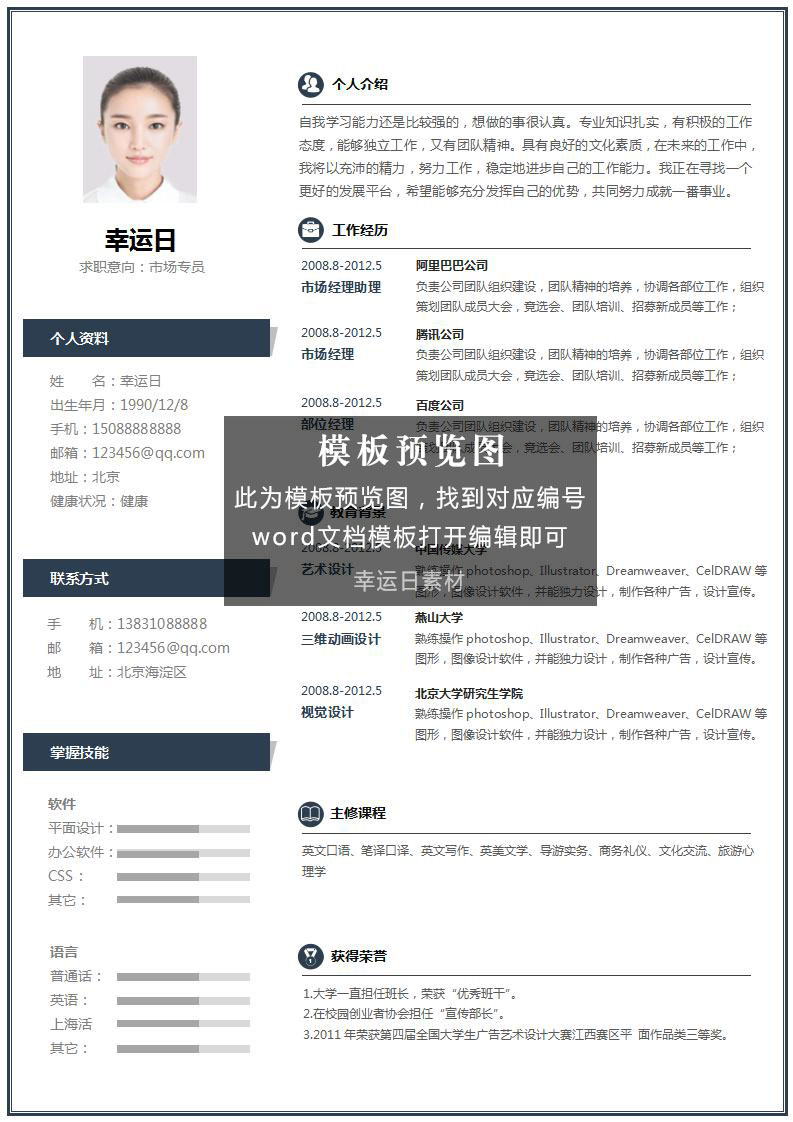 幸运日
求职意向：市场专员
个人资料
姓　　名：幸运日
出生年月：1990/12/8
手机：15088888888
邮箱：123456@qq.com
地址：北京
健康状况：健康
联系方式
手　　机：13831088888
邮　　箱：123456@qq.com
地　　址：北京海淀区
掌握技能
软件
平面设计：
办公软件：
CSS：
其它：
语言
普通话：
英语：
上海活
其它：
个人介绍
自我学习能力还是比较强的，想做的事很认真。专业知识扎实，有积极的工作
态度，能够独立工作，又有团队精神。具有良好的文化素质，在未来的工作中，
我将以充沛的精力，努力工作，稳定地进步自己的工作能力。我正在寻找一个
更好的发展平台，希望能够充分发挥自己的优势，共同努力成就一番事业。
工作经历
2008.8-2012.5 阿里巴巴公司
市场经理助理 负责公司团队组织建设，团队精神的培养，协调各部位工作，组织
策划团队成员大会，竞选会、团队培训、招募新成员等工作；
2008.8-2012.5 腾讯公司
市场经理 负责公司团队组织建设，团队精神的培养，协调各部位工作，组织
策划团队成员大会，竞选会、团队培训、招募新成员等工作；
2008.8-2012.5 百度公司
部位经理 负责公司团队组织建设，团队精神的培养，协调各部位工作，组织
会，竞选会、团队培训、招募新成员等工作；
模板预览图
此为模板预览图，找到对应编号
word文档模板打开编辑即可
幸运日素材
教育背景
2008.8-2012.5 中国传媒大学
艺术设计 熟练操作 photoshop、Illustrator、Dreamweaver、CelDRAW 等
图形，图像设计软件，并能独力设计，制作各种广告，设计宣传。
2008.8-2012.5 燕山大学
三维动画设计 熟练操作 photoshop、Illustrator、Dreamweaver、CelDRAW 等
图形，图像设计软件，并能独力设计，制作各种广告，设计宣传。
2008.8-2012.5 北京大学研究生学院
视觉设计 熟练操作 photoshop、Illustrator、Dreamweaver、CelDRAW 等
图形，图像设计软件，并能独力设计，制作各种广告，设计宣传。
主修课程
英文口语、笔译口译、英文写作、英美文学、导游实务、商务礼仪、文化交流、旅游心
理学
获得荣誉
1.大学一直担任班长，荣获“优秀班干”。
2.在校园创业者协会担任“宣传部长”。
3.2011 年荣获第四届全国大学生广告艺术设计大赛江西赛区平 面作品类三等奖。